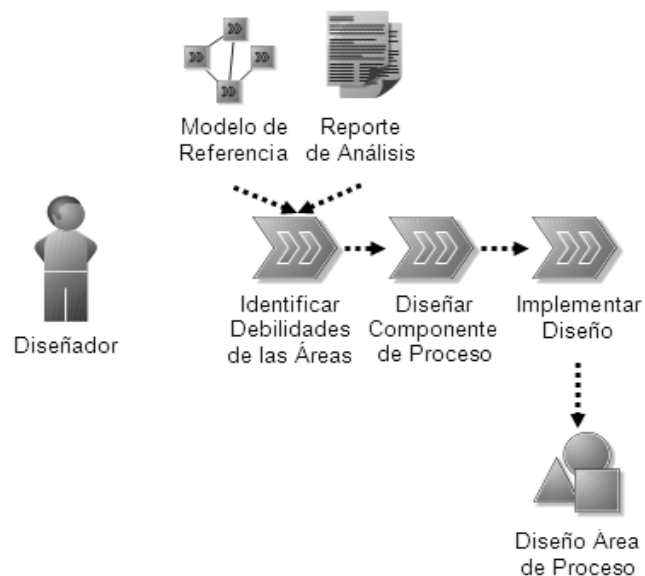 Modelo de
Referencia
Reporte
de Análisis
Diseñador
Identificar
Debilidades
de las Áreas
Diseñar
Componente
de Proceso
Implementar
Diseño
Diseño Área
de Proceso